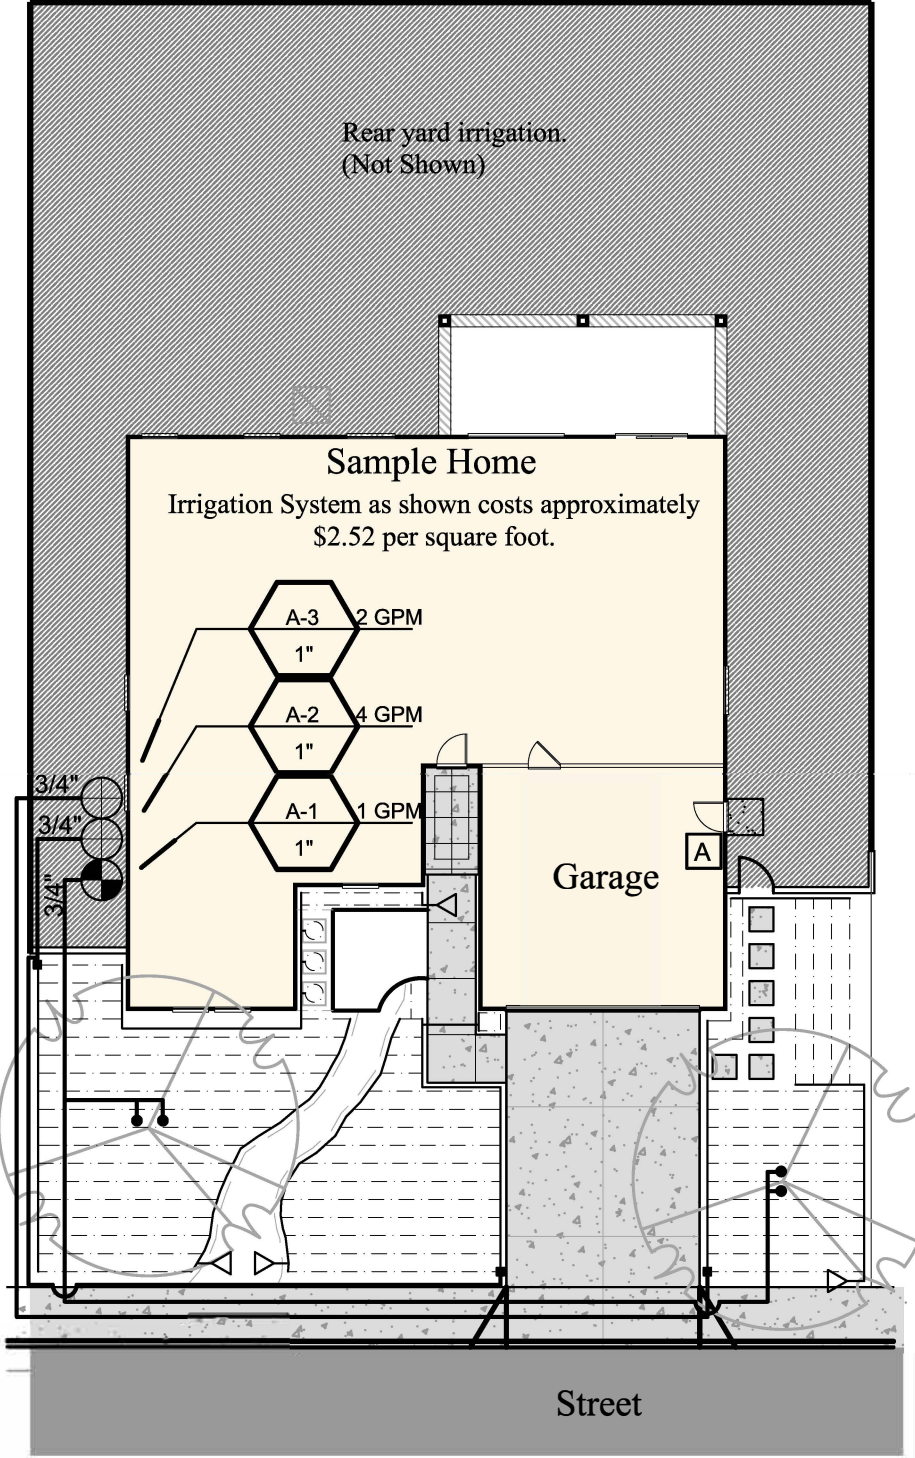 Rear yard irrigation.
(Not Shown)
Sample Home
Irrigation System as shown costs approximately
$2.52 per square foot.
A-3 2 GPM
1"
A-2 4 GPM
1"
A-1 1 GPM
1"
3/4"
3/4"
3/4"
A
Garage
Street